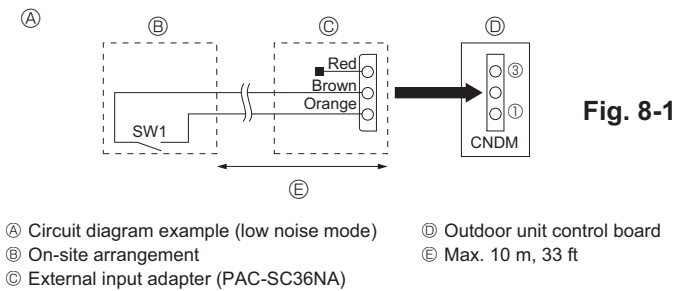 Ⓐ
Ⓑ
Ⓒ
Ⓓ
Red
Brown
Orange
③
①
SW1
CNDM
Fig. 8-1
Ⓔ
Ⓐ Circuit diagram example (low noise mode)
Ⓑ On-site arrangement
Ⓒ External input adapter (PAC-SC36NA)
Ⓓ Outdoor unit control board
Ⓔ Max. 10 m, 33 ft